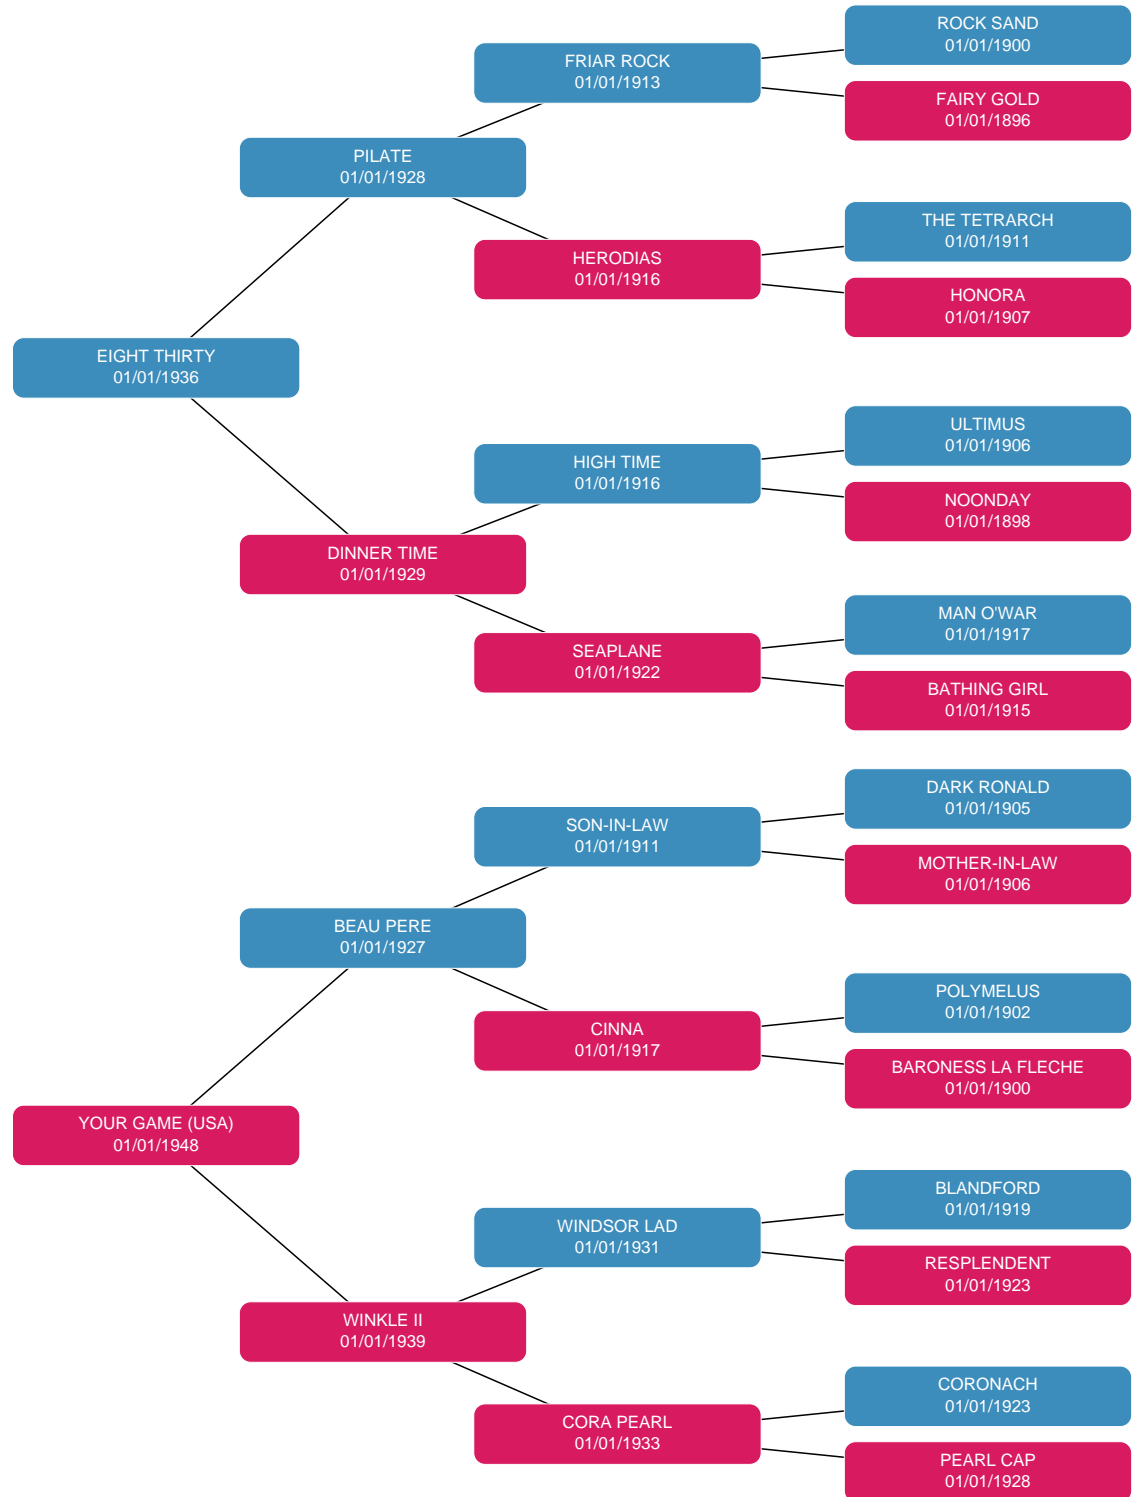 ROCK SAND
01/01/1900
FRIAR ROCK
01/01/1913
FAIRY GOLD
01/01/1896
PILATE
01/01/1928
THE TETRARCH
01/01/1911
HERODIAS
01/01/1916
HONORA
01/01/1907
EIGHT THIRTY
01/01/1936
ULTIMUS
01/01/1906
HIGH TIME
01/01/1916
NOONDAY
01/01/1898
DINNER TIME
01/01/1929
MAN O'WAR
01/01/1917
SEAPLANE
01/01/1922
BATHING GIRL
01/01/1915
DARK RONALD
01/01/1905
SON-IN-LAW
01/01/1911
MOTHER-IN-LAW
01/01/1906
BEAU PERE
01/01/1927
POLYMELUS
01/01/1902
CINNA
01/01/1917
BARONESS LA FLECHE
01/01/1900
YOUR GAME (USA)
01/01/1948
BLANDFORD
01/01/1919
WINDSOR LAD
01/01/1931
RESPLENDENT
01/01/1923
WINKLE II
01/01/1939
CORONACH
01/01/1923
CORA PEARL
01/01/1933
PEARL CAP
01/01/1928